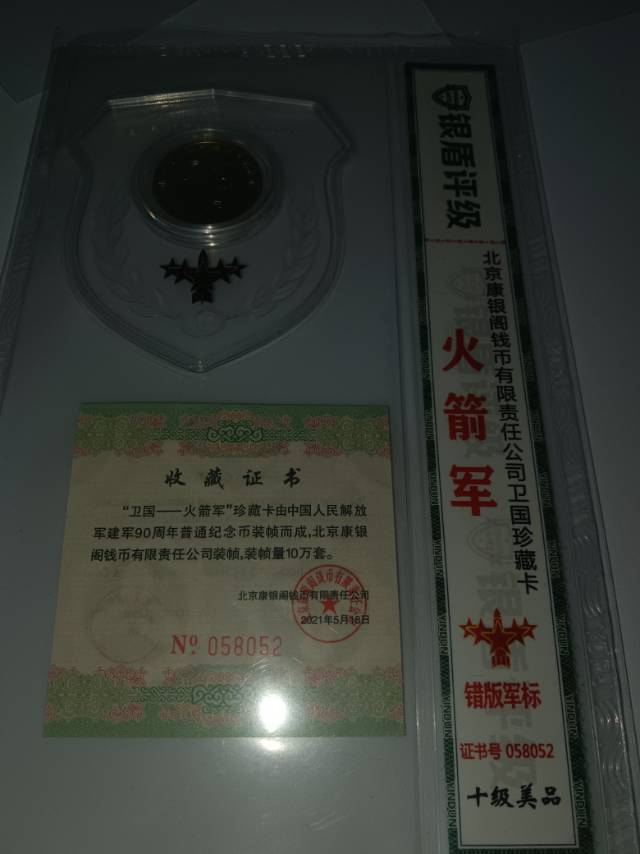 收藏证书
“卫国——火箭军”珍藏卡由中国人民解放
军建军90周年普通纪念币装帧而成,北京康银
阁钱币有限责任公司装帧,装帧量10万套。
北京康银阁钱币有限责任公司
2021年5月18日
№ 058052
银盾评级
北京康银阁钱币有限责任公司卫国珍藏卡
火箭军
错版军标
证书号 058052
十级美品
YINDUN